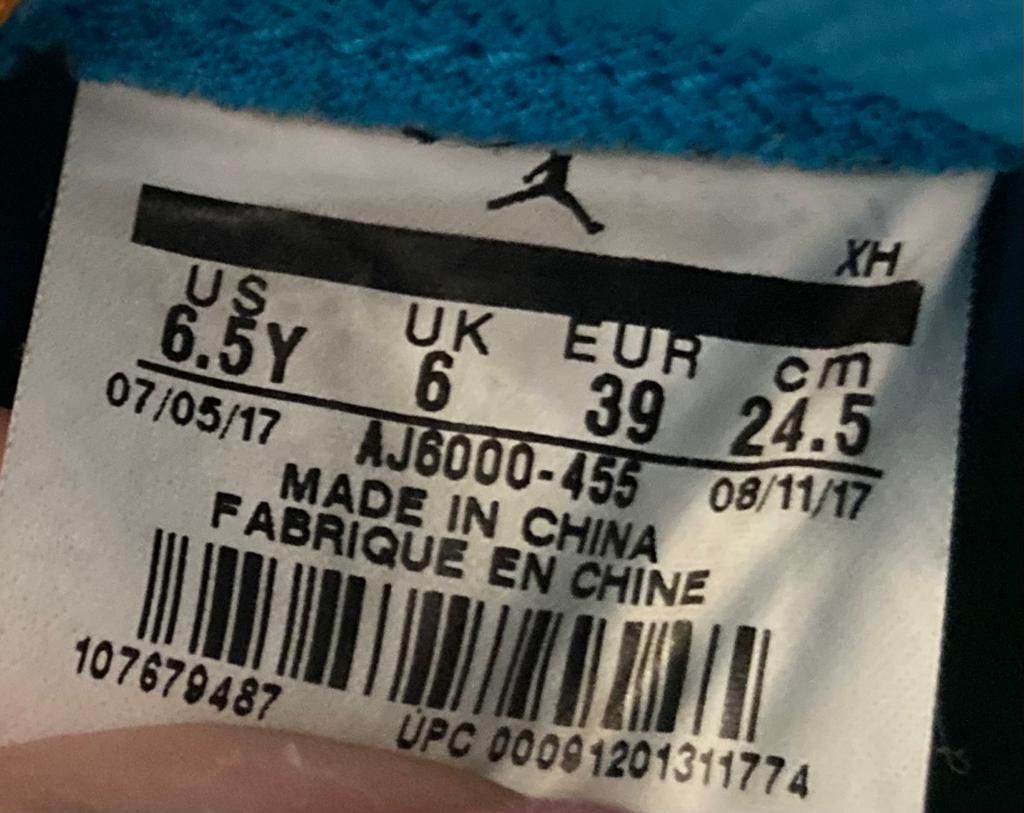 XH
US UK EUR cm
6.5Y 6 39 24.5
07/05/17 AJ6000-455 08/11/17
MADE IN CHINA
FABRIQUE EN CHINE
107679487
UPC 00091201311774